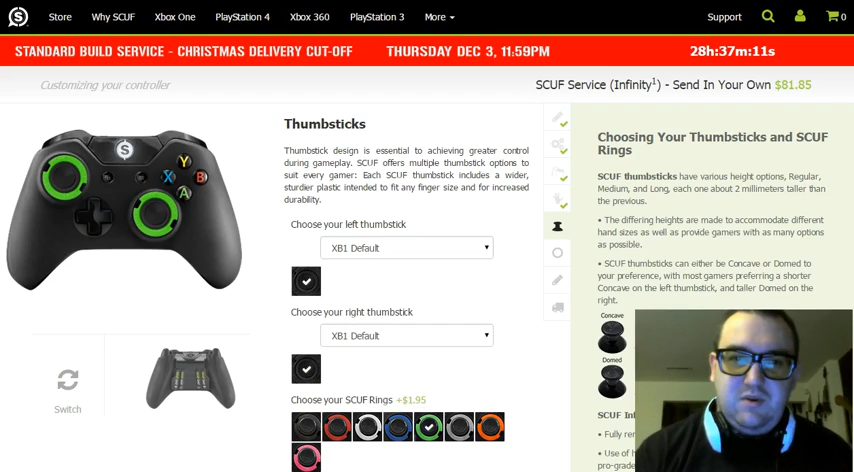 Store Why SCUF Xbox One PlayStation 4 Xbox 360 PlayStation 3 More Support 0
STANDARD BUILD SERVICE - CHRISTMAS DELIVERY CUT-OFF THURSDAY DEC 3, 11:59PM 28h:37m:11s
Customizing your controller
SCUF Service (Infinity1) - Send In Your Own $81.85
Thumbsticks
Thumbstick design is essential to achieving greater control
during gameplay. SCUF offers multiple thumbstick options to
suit every gamer: Each SCUF thumbstick includes a wider,
sturdier plastic intended to fit any finger size and for increased
durability.
Choose your left thumbstick
XB1 Default
Choose your right thumbstick
XB1 Default
Choose your SCUF Rings +$1.95
Y
X
B
A
Switch
Choosing Your Thumbsticks and SCUF
Rings
SCUF thumbsticks have various height options, Regular,
Medium, and Long, each one about 2 millimeters taller than
the previous.
• The differing heights are made to accommodate different
hand sizes as well as provide gamers with as many options
as possible.
• SCUF thumbsticks can either be Concave or Domed to
your preference, with most gamers preferring a shorter
Concave on the left thumbstick, and taller Domed on the
right.
Concave
Domed
SCUF
• Fully
• Use of
pro-grade